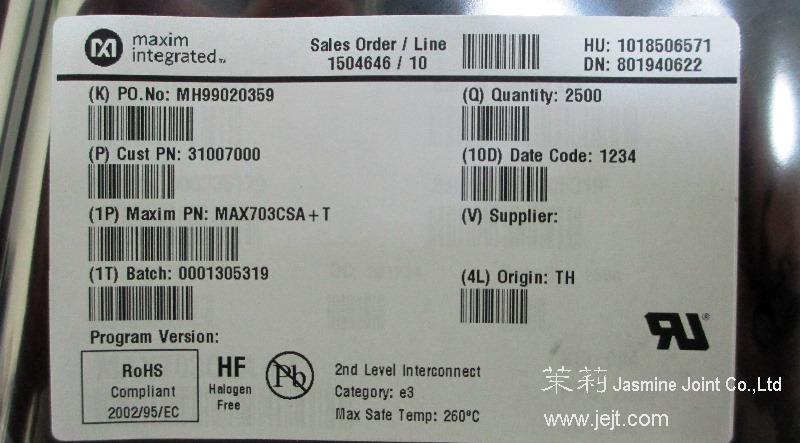 maxim
integrated™
Sales Order / Line
1504646 / 10
HU: 1018506571
DN: 801940622
(K) PO.No: MH99020359
(Q) Quantity: 2500
(P) Cust PN: 31007000
(10D) Date Code: 1234
(1P) Maxim PN: MAX703CSA+T
(V) Supplier:
(1T) Batch: 0001305319
(4L) Origin: TH
Program Version:
RoHS
Compliant
2002/95/EC
HF
Halogen
Free
Pb
2nd Level Interconnect
Category: e3
Max Safe Temp: 260ºC
茉莉 Jasmine Joint Co.,Ltd
www.jejt.com